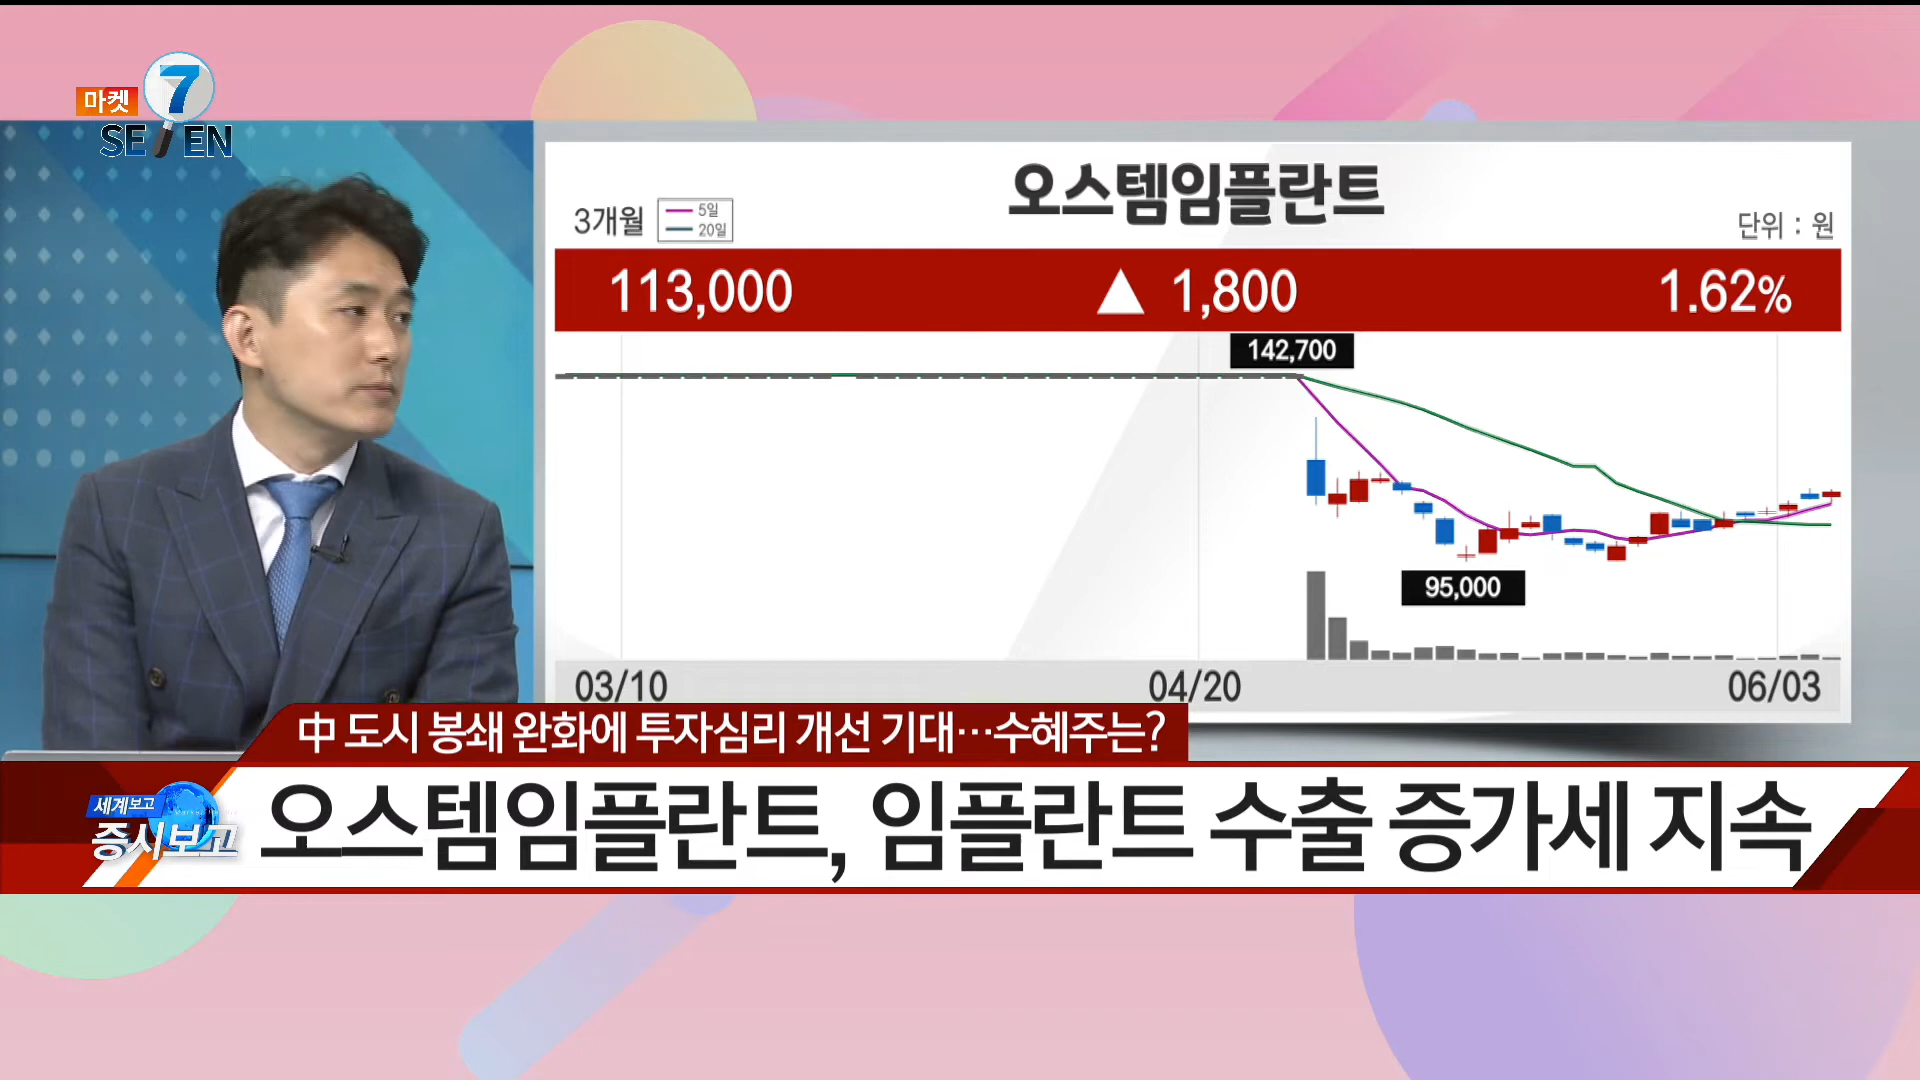 마켓
7
SE7EN
오스템임플란트
3개월
5일
20일
단위 : 원
113,000 ▲ 1,800 1.62%
142,700
95,000
03/10 04/20 06/03
中 도시 봉쇄 완화에 투자심리 개선 기대…수혜주는?
세계보고
증시보고
오스템임플란트, 임플란트 수출 증가세 지속